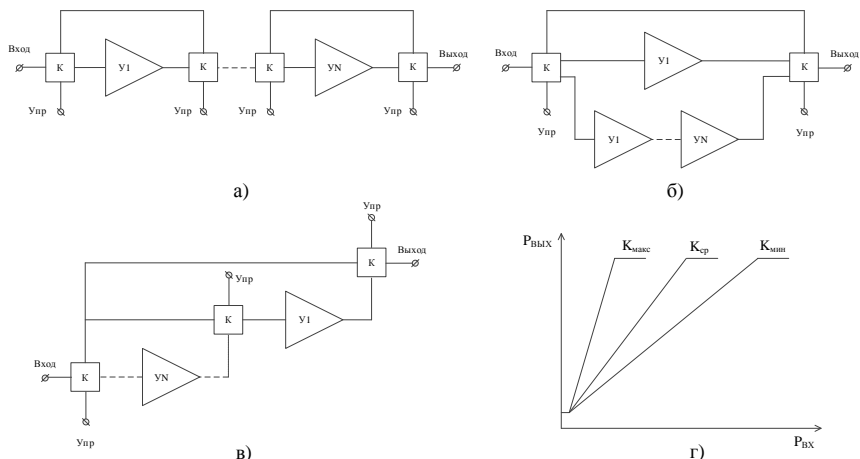 Вход
К
У1
К
К
УN
К
Выход
Упр
Упр
Упр
Упр
а)
Вход
К
У1
К
Выход
Упр
Упр
У1
УN
б)
Упр
К
Выход
Упр
К
У1
Вход
К
УN
Упр
в)
PВЫХ
Kмакс
Kср
Kмин
PВХ
г)